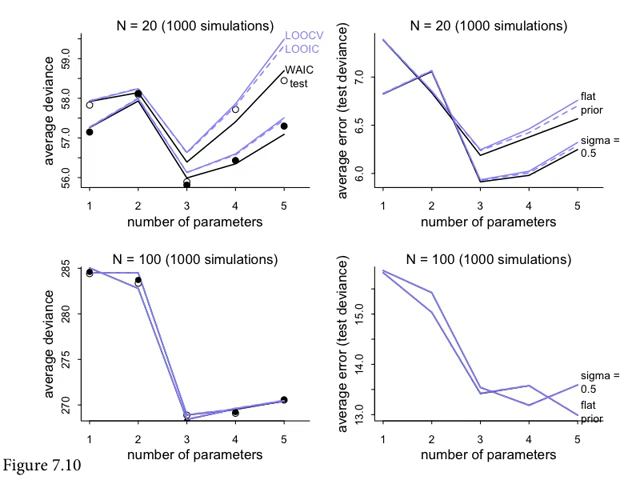 N = 20 (1000 simulations)
average deviance
56.0 57.0 58.0 59.0
LOOCV
LOOIC
WAIC
test
1 2 3 4 5
number of parameters
N = 20 (1000 simulations)
average error (test deviance)
6.0 6.5 7.0
flat
prior
sigma =
0.5
1 2 3 4 5
number of parameters
N = 100 (1000 simulations)
average deviance
270 275 280 285
1 2 3 4 5
number of parameters
N = 100 (1000 simulations)
average error (test deviance)
13.0 14.0 15.0
sigma =
0.5
flat
prior
1 2 3 4 5
number of parameters
Figure 7.10